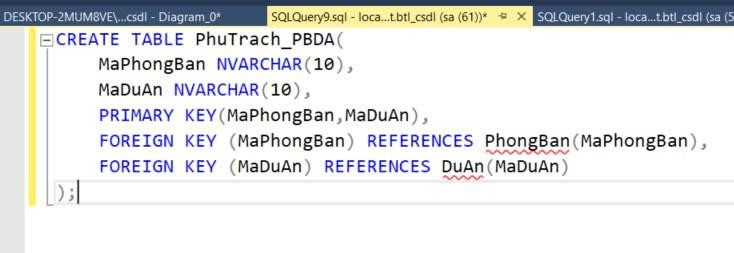 DESKTOP-2MUM8VE\...csdl - Diagram_0* SQLQuery9.sql - loca...t.btl_csdl (sa (61))* SQLQuery1.sql - loca...t.btl_csdl (sa (5
CREATE TABLE PhuTrach_PBDA(
MaPhongBan NVARCHAR(10),
MaDuAn NVARCHAR(10),
PRIMARY KEY(MaPhongBan,MaDuAn),
FOREIGN KEY (MaPhongBan) REFERENCES PhongBan(MaPhongBan),
FOREIGN KEY (MaDuAn) REFERENCES DuAn(MaDuAn)
);